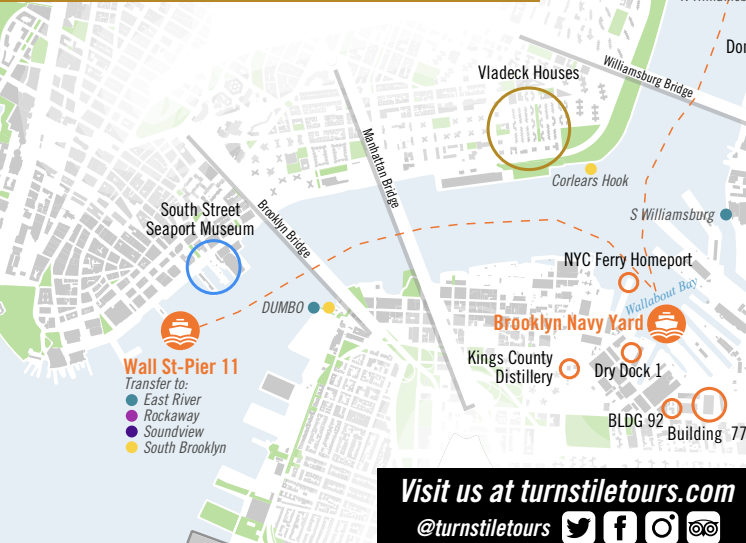 Williamsburg Bridge
Vladeck Houses
Manhattan Bridge
Corlears Hook
South Street
Seaport Museum
Brooklyn Bridge
S Williamsburg
NYC Ferry Homeport
Wallabout Bay
DUMBO
Brooklyn Navy Yard
Wall St-Pier 11
Transfer to:
East River
Rockaway
Soundview
South Brooklyn
Kings County
Distillery
Dry Dock 1
BLDG 92
Building 77
Visit us at turnstiletours.com
@turnstiletours